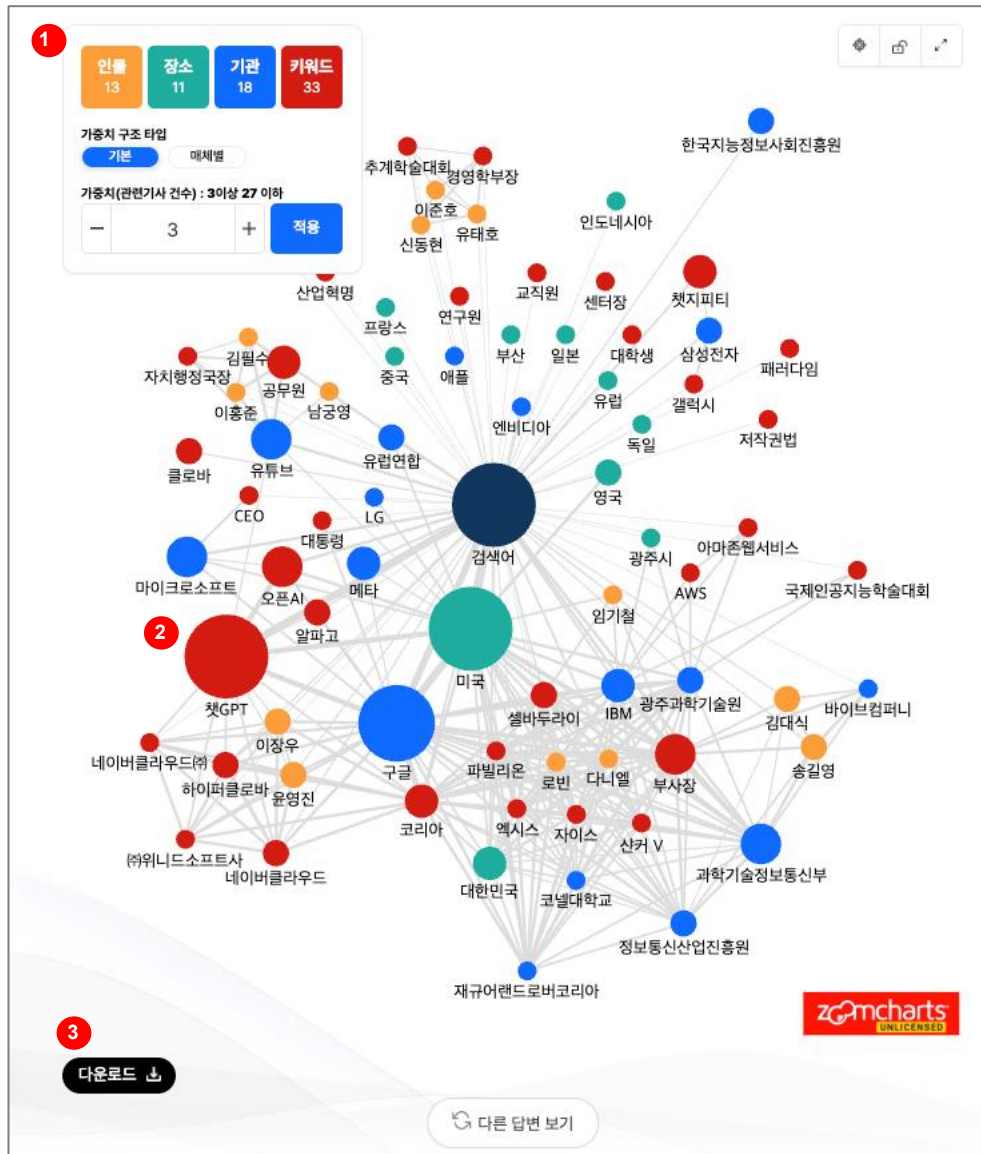 1
인물 장소 기관 키워드
13 11 18 33
가중치 구조 타입
기본 매체별
가중치(관련기사 건수) : 3이상 27 이하
− 3 + 적용
한국지능정보사회진흥원
추계학술대회
경영학부장
이준호
인도네시아
신동현
유태호
산업혁명
연구원
교직원
센터장
챗지피티
프랑스
김필수
자치행정국장
공무원
중국
애플
부산
일본
대학생
삼성전자
패러다임
이홍준
남궁영
유럽
갤럭시
엔비디아
독일
저작권법
클로바
유튜브
유럽연합
영국
CEO
LG
대통령
검색어
광주시
아마존웹서비스
마이크로소프트
오픈AI
메타
AWS
국제인공지능학술대회
임기철
2
알파고
미국
챗GPT
셀바두라이
IBM
광주과학기술원
김대식
바이브컴퍼니
이장우
네이버클라우드㈜
구글
파빌리온
로빈
다니엘
부사장
송길영
하이퍼클로바
윤영진
코리아
엑시스
자이스
샨커 V
㈜위니드소프트사
네이버클라우드
대한민국
코넬대학교
과학기술정보통신부
정보통신산업진흥원
재규어랜드로버코리아
zoomcharts
UNLICENSED
3
다운로드
다른 답변 보기